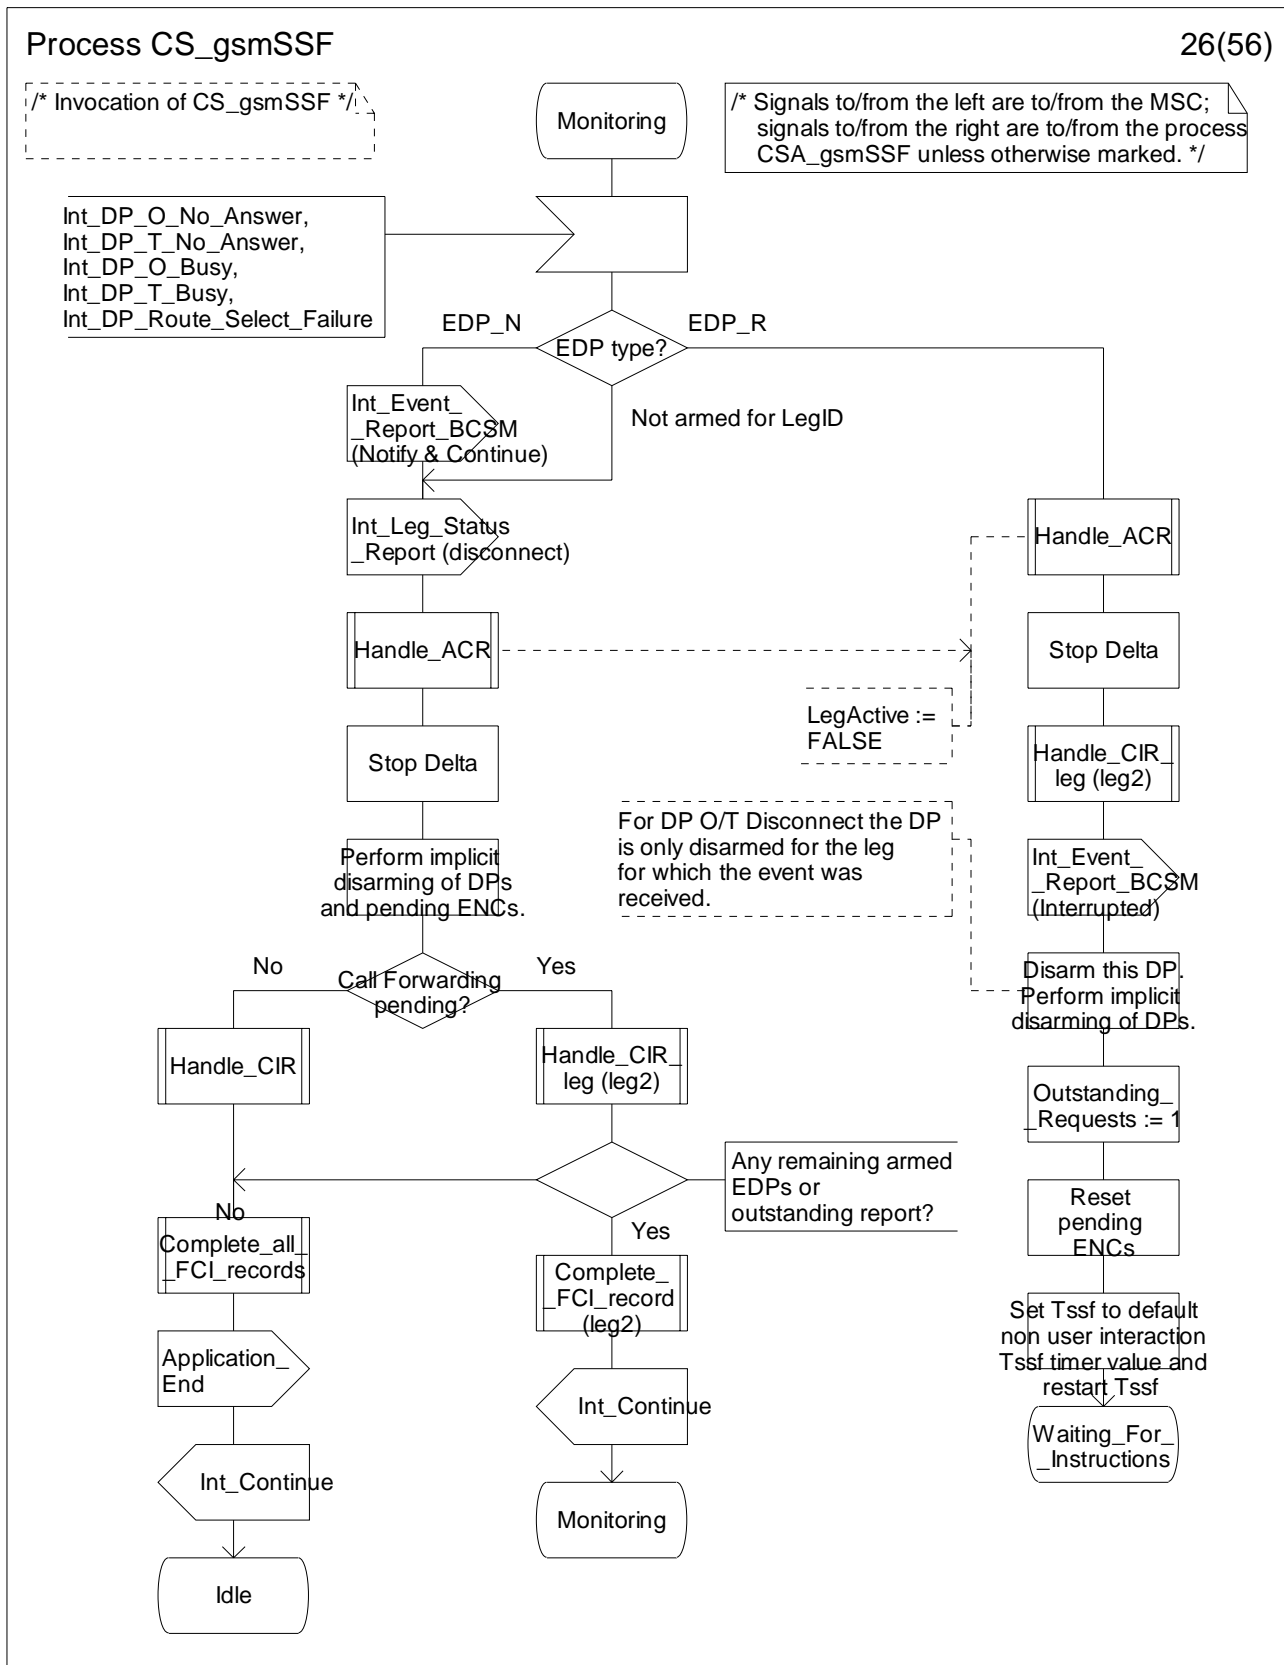 Process CS_gsmSSF
26(56)
/* Invocation of CS_gsmSSF */
Monitoring
/* Signals to/from the left are to/from the MSC;
signals to/from the right are to/from the process
CSA_gsmSSF unless otherwise marked. */
Int_DP_O_No_Answer,
Int_DP_T_No_Answer,
Int_DP_O_Busy,
Int_DP_T_Busy,
Int_DP_Route_Select_Failure
EDP_N
EDP_R
EDP type?
Int_Event_
_Report_BCSM
(Notify & Continue)
Not armed for LegID
Int_Leg_Status
_Report (disconnect)
Handle_ACR
Handle_ACR
Stop Delta
LegActive :=
FALSE
Stop Delta
Handle_CIR_
leg (leg2)
For DP O/T Disconnect the DP
is only disarmed for the leg
for which the event was
received.
Perform implicit
disarming of DPs
and pending ENCs.
Int_Event_
_Report_BCSM
(Interrupted)
No
Yes
Call Forwarding
pending?
Disarm this DP.
Perform implicit
disarming of DPs.
Handle_CIR
Handle_CIR_
leg (leg2)
Outstanding_
_Requests := 1
Any remaining armed
EDPs or
outstanding report?
No
Yes
Reset
pending
ENCs
Complete_all_
_FCI_records
Complete_
_FCI_record
(leg2)
Set Tssf to default
non user interaction
Tssf timer value and
restart Tssf
Application_
End
Int_Continue
Waiting_For_
_Instructions
Int_Continue
Monitoring
Idle